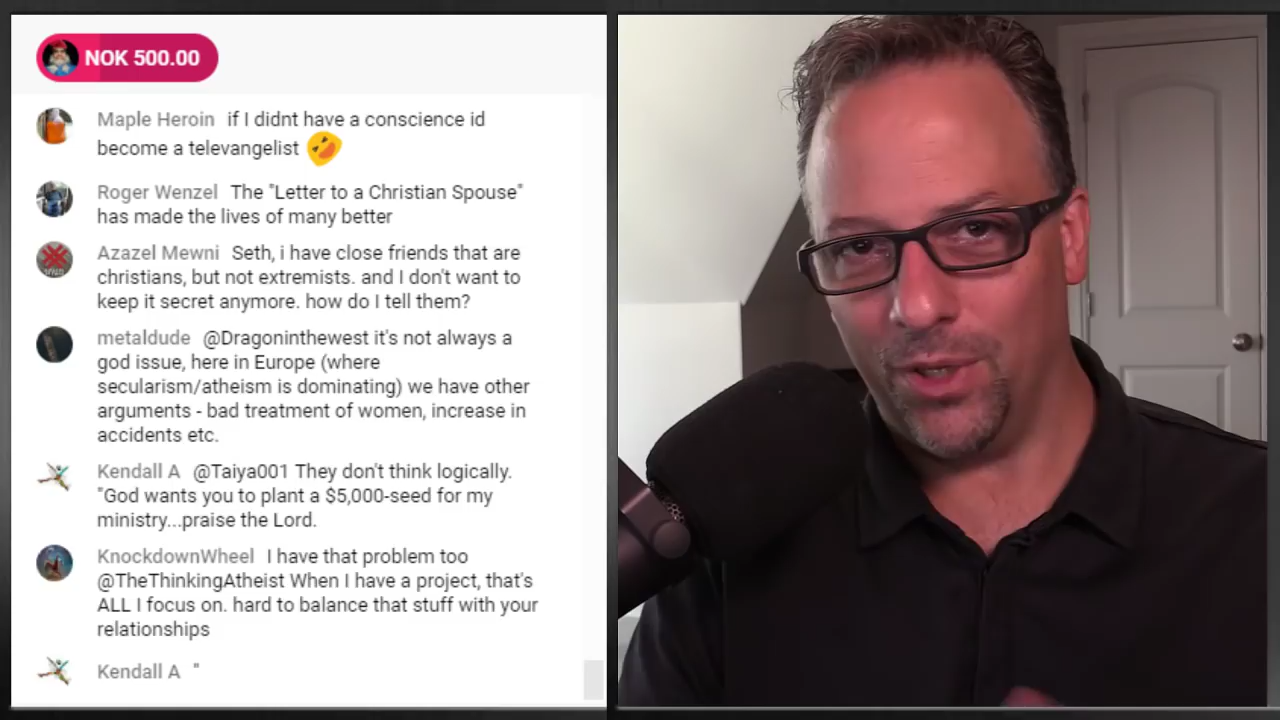 NOK 500.00
Maple Heroin if I didnt have a conscience id
become a televangelist 🤣
Roger Wenzel The "Letter to a Christian Spouse"
has made the lives of many better
Azazel Mewni Seth, i have close friends that are
christians, but not extremists. and I don't want to
keep it secret anymore. how do I tell them?
metaldude @Dragoninthewest it's not always a
god issue, here in Europe (where
secularism/atheism is dominating) we have other
arguments - bad treatment of women, increase in
accidents etc.
Kendall A @Taiya001 They don't think logically.
"God wants you to plant a $5,000-seed for my
ministry...praise the Lord.
KnockdownWheel I have that problem too
@TheThinkingAtheist When I have a project, that's
ALL I focus on. hard to balance that stuff with your
relationships
Kendall A "